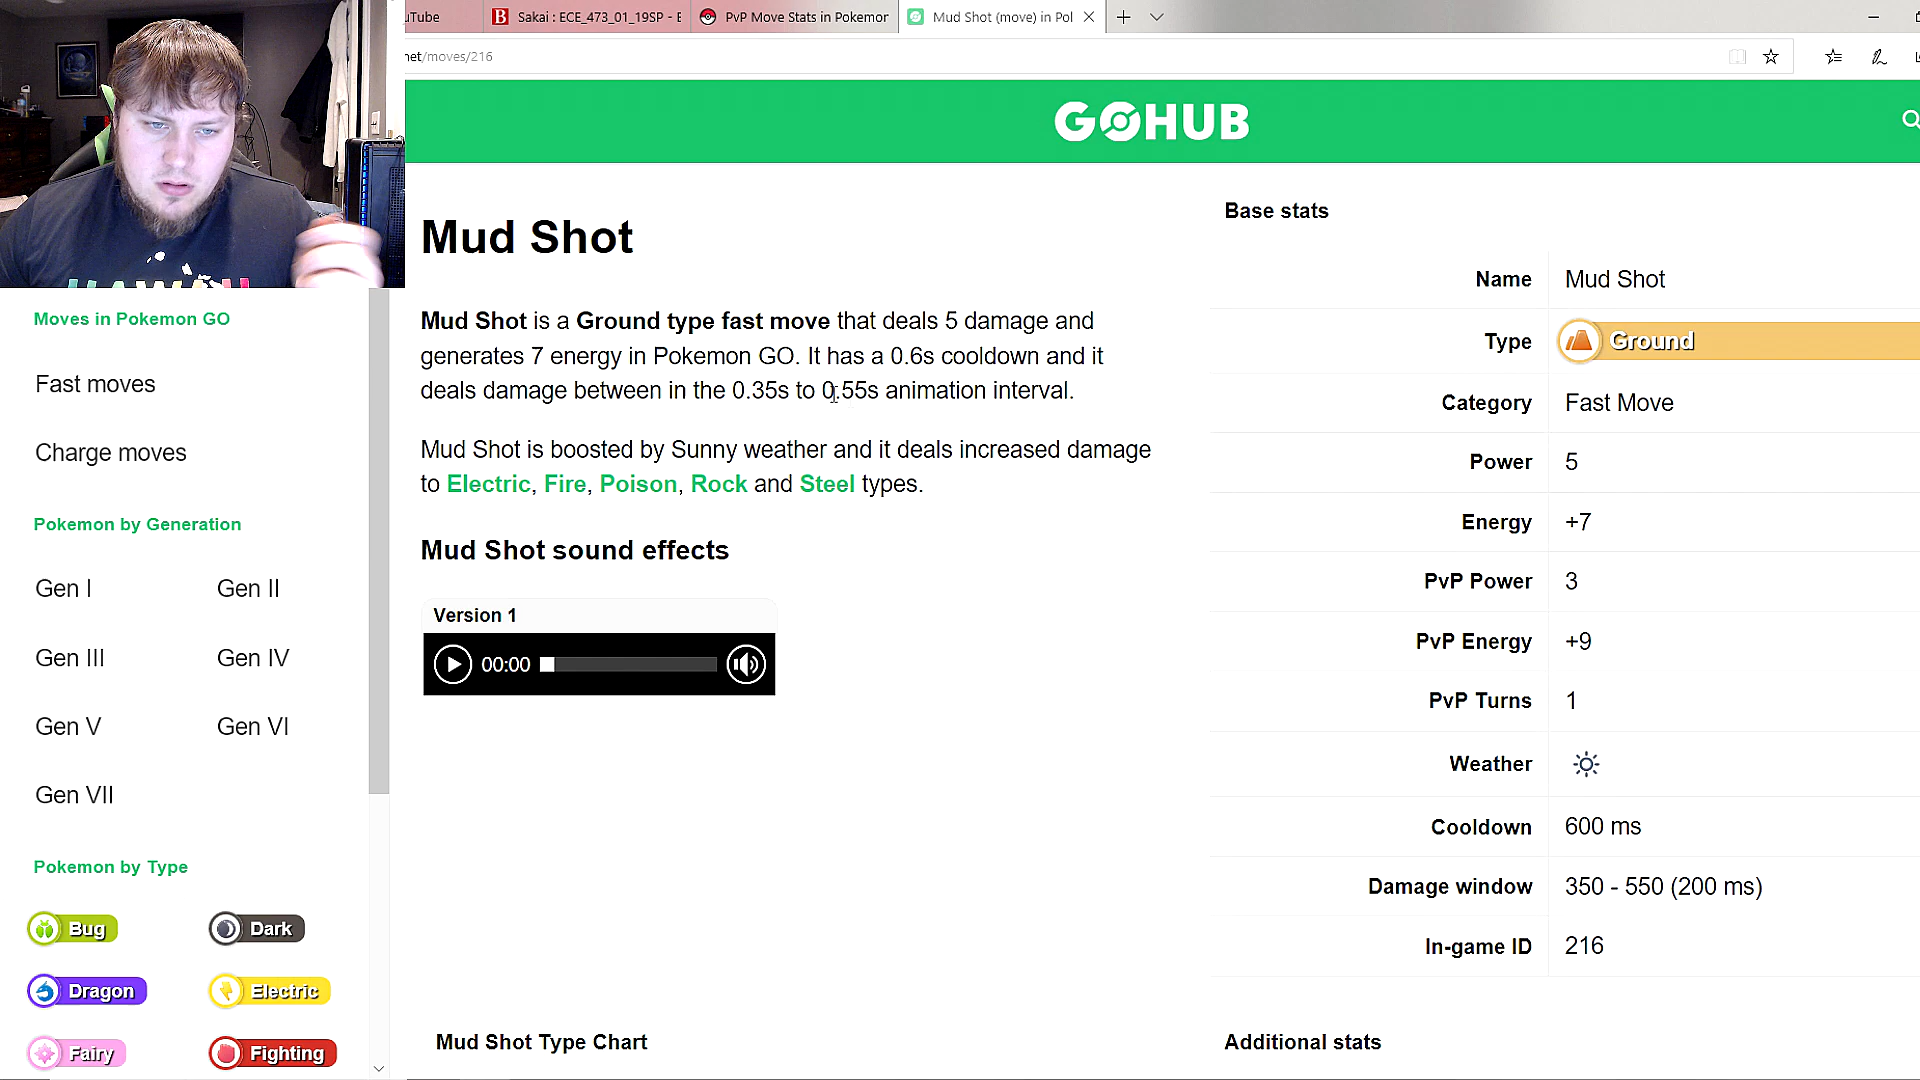 uTube
Sakai : ECE_473_01_19SP - E
PvP Move Stats in Pokemon
Mud Shot (move) in Pol
net/moves/216
GOHUB
Mud Shot
Mud Shot is a Ground type fast move that deals 5 damage and
generates 7 energy in Pokemon GO. It has a 0.6s cooldown and it
deals damage between in the 0.35s to 0.55s animation interval.
Mud Shot is boosted by Sunny weather and it deals increased damage
to Electric, Fire, Poison, Rock and Steel types.
Mud Shot sound effects
Version 1
00:00
Mud Shot Type Chart
Base stats
Name Mud Shot
Type Ground
Category Fast Move
Power 5
Energy +7
PvP Power 3
PvP Energy +9
PvP Turns 1
Weather
Cooldown 600 ms
Damage window 350 - 550 (200 ms)
In-game ID 216
Additional stats
Moves in Pokemon GO
Fast moves
Charge moves
Pokemon by Generation
Gen I Gen II
Gen III Gen IV
Gen V Gen VI
Gen VII
Pokemon by Type
Bug Dark
Dragon Electric
Fairy Fighting